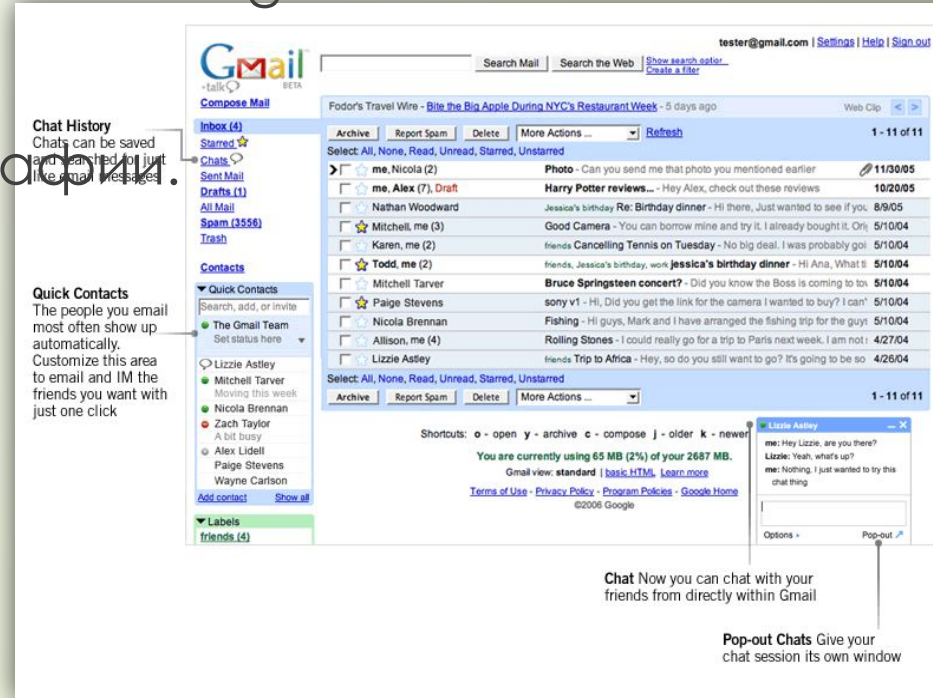 tester@gmail.com | Settings | Help | Sign out
Gmail
talk BETA
Search Mail Search the Web Show search option...
Create a filter
Compose Mail
Fodor's Travel Wire - Bite the Big Apple During NYC's Restaurant Week - 5 days ago Web Clip < >
Chat History
Chats can be saved
and searched for just
like email messages
афии.
Inbox (4)
Starred
Chats
Sent Mail
Drafts (1)
All Mail
Spam (3556)
Trash
Contacts
Archive Report Spam Delete More Actions ... Refresh 1 - 11 of 11
Select: All, None, Read, Unread, Starred, Unstarred
me, Nicola (2) Photo - Can you send me that photo you mentioned earlier 11/30/05
me, Alex (7), Draft Harry Potter reviews... - Hey Alex, check out these reviews 10/20/05
Nathan Woodward Jessica's birthday Re: Birthday dinner - Hi there, Just wanted to see if you 8/9/05
Mitchell, me (3) Good Camera - You can borrow mine and try it. I already bought it. Ori 5/10/04
Karen, me (2) friends Cancelling Tennis on Tuesday - No big deal. I was probably goi 5/10/04
Todd, me (2) friends, Jessica's birthday, work jessica's birthday dinner - Hi Ana, What ti 5/10/04
Mitchell Tarver Bruce Springsteen concert? - Did you know the Boss is coming to tow 5/10/04
Paige Stevens sony v1 - Hi, Did you get the link for the camera I wanted to buy? I can' 5/10/04
Nicola Brennan Fishing - Hi guys, Mark and I have arranged the fishing trip for the guys 5/10/04
Allison, me (4) Rolling Stones - I could really go for a trip to Paris next week. I am not 4/27/04
Lizzie Astley friends Trip to Africa - Hey, so do you still want to go? It's going to be so 4/26/04
Select: All, None, Read, Unread, Starred, Unstarred
Archive Report Spam Delete More Actions ... 1 - 11 of 11
Quick Contacts
The people you email
most often show up
automatically.
Customize this area
to email and IM the
friends you want with
just one click
Quick Contacts
Search, add, or invite
The Gmail Team
Set status here
Lizzie Astley
Mitchell Tarver
Moving this week
Nicola Brennan
Zach Taylor
A bit busy
Alex Lidell
Paige Stevens
Wayne Carlson
Add contact Show all
Labels
friends (4)
Shortcuts: o - open y - archive c - compose j - older k - newer
You are currently using 65 MB (2%) of your 2687 MB.
Gmail view: standard | basic HTML Learn more
Terms of Use - Privacy Policy - Program Policies - Google Home
©2006 Google
Lizzie Astley
me: Hey Lizzie, are you there?
Lizzie: Yeah, what's up?
me: Nothing, I just wanted to try this
chat thing
Options Pop-out
Chat Now you can chat with your
friends from directly within Gmail
Pop-out Chats Give your
chat session its own window